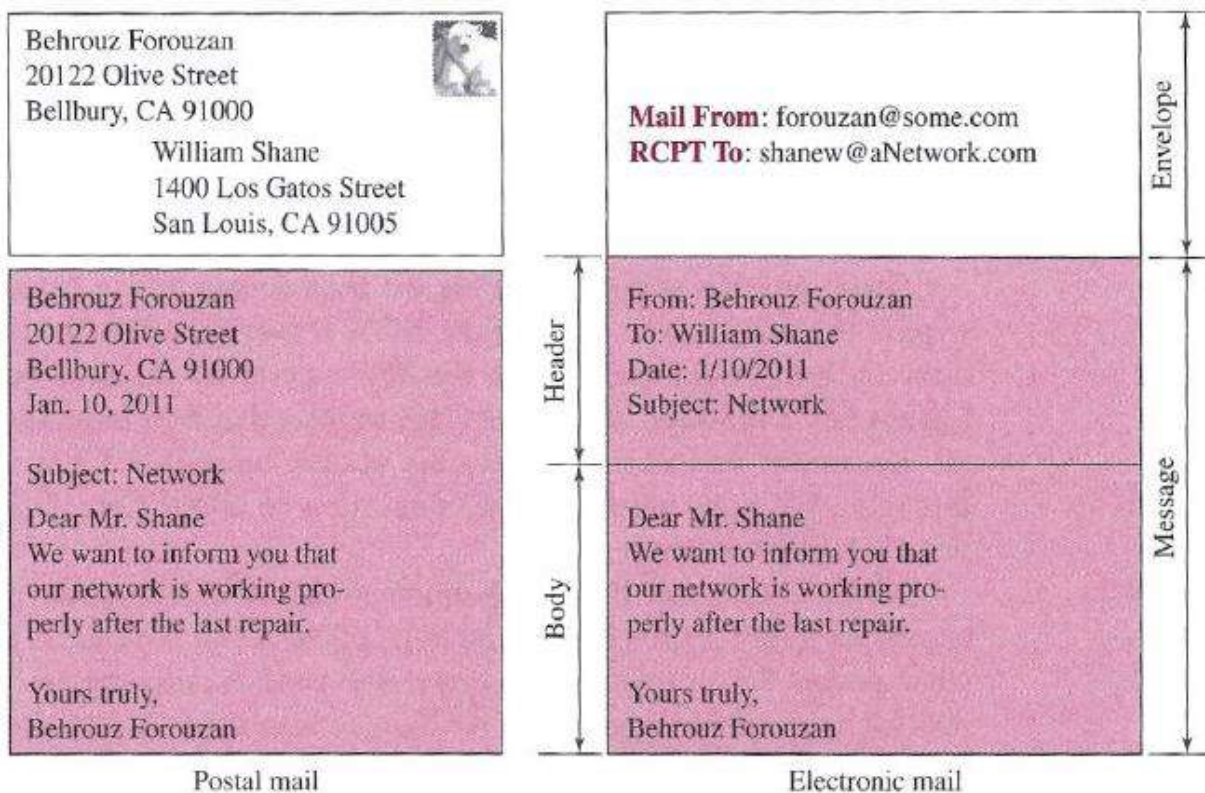 Behrouz Forouzan
20122 Olive Street
Bellbury, CA 91000
William Shane
1400 Los Gatos Street
San Louis, CA 91005
Behrouz Forouzan
20122 Olive Street
Bellbury, CA 91000
Jan. 10, 2011
Subject: Network
Dear Mr. Shane
We want to inform you that
our network is working pro-
perly after the last repair.
Yours truly,
Behrouz Forouzan
Postal mail
Header
Body
Mail From: forouzan@some.com
RCPT To: shanew@aNetwork.com
From: Behrouz Forouzan
To: William Shane
Date: 1/10/2011
Subject: Network
Dear Mr. Shane
We want to inform you that
our network is working pro-
perly after the last repair.
Yours truly,
Behrouz Forouzan
Electronic mail
Envelope
Message